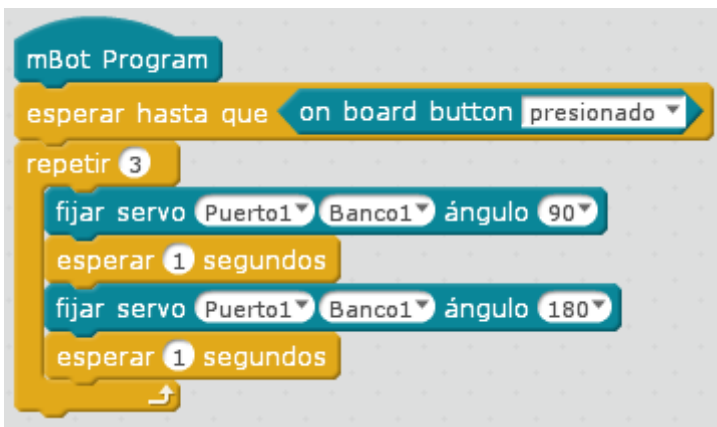 mBot Program
esperar hasta que on board button presionado
repetir 3
fijar servo Puerto1 Banco1 ángulo 90
esperar 1 segundos
fijar servo Puerto1 Banco1 ángulo 180
esperar 1 segundos